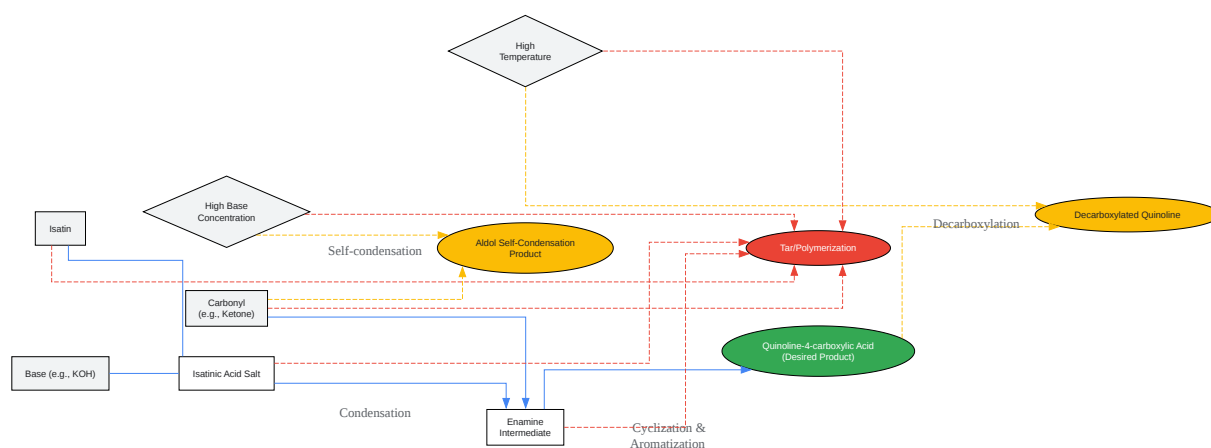 High
Temperature
High Base
Concentration
Isatin
Decarboxylated Quinoline
Decarboxylation
Aldol Self-Condensation
Product
Self-condensation
Tar/Polymerization
Carbonyl
(e.g., Ketone)
Quinoline-4-carboxylic Acid
(Desired Product)
Base (e.g., KOH)
Isatinic Acid Salt
Condensation
Enamine
Intermediate
Cyclization &
Aromatization